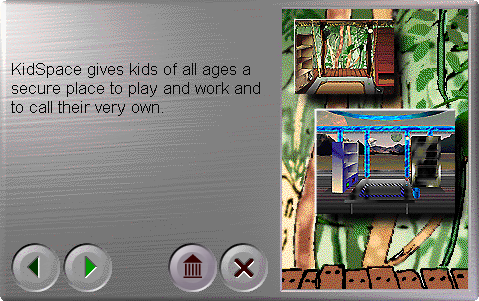 KidSpace gives kids of all ages a
secure place to play and work and
to call their very own.